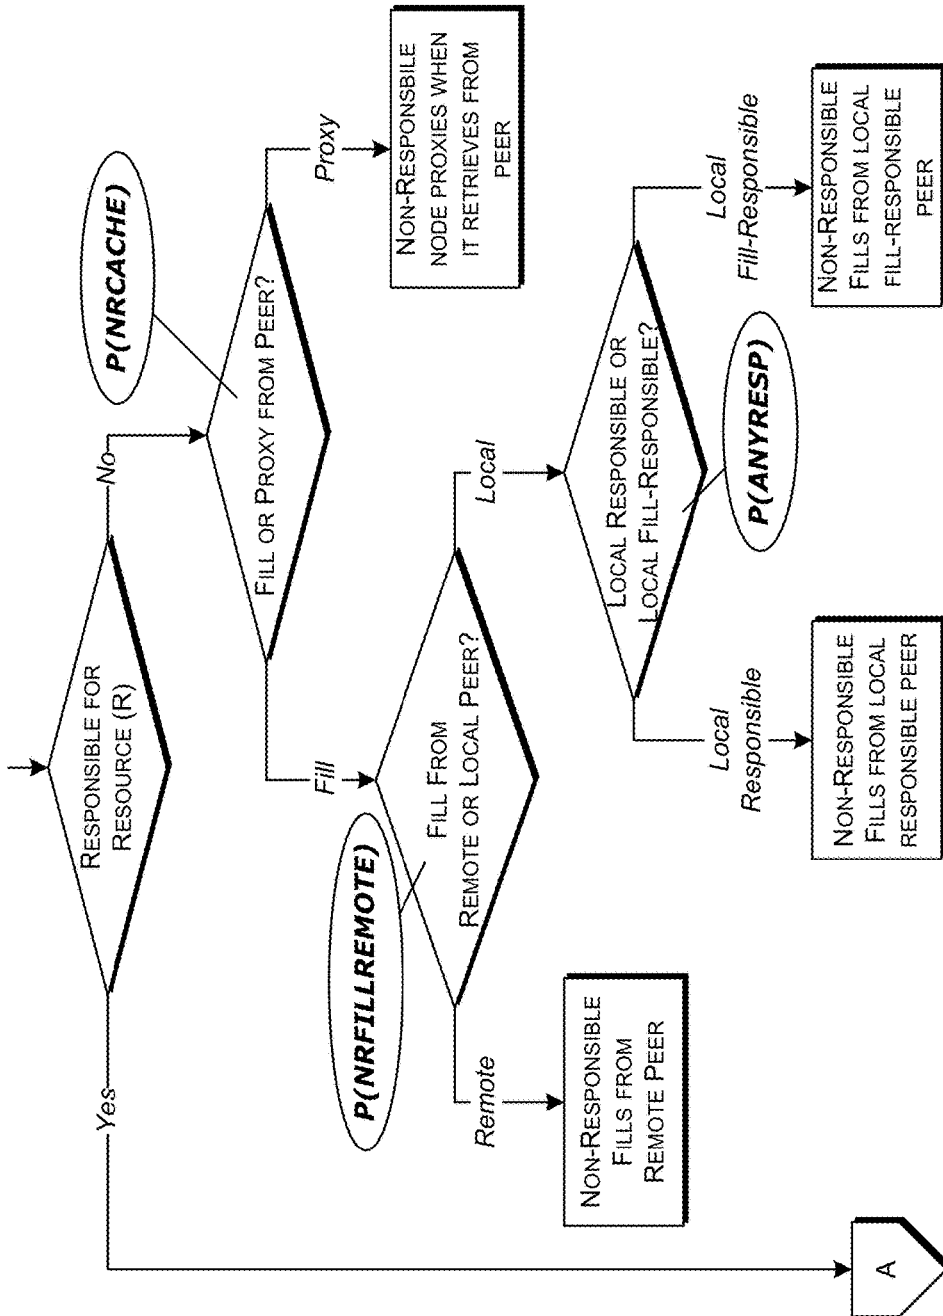 RESPONSIBLE FOR
RESOURCE (R)
Yes
No
P(NRCACHE)
FILL OR PROXY FROM PEER?
Fill
Proxy
NON-RESPONSBILE
NODE PROXIES WHEN
IT RETRIEVES FROM
PEER
P(NRFILLREMOTE)
FILL FROM
REMOTE OR LOCAL PEER?
Remote
Local
NON-RESPONSIBLE
FILLS FROM
REMOTE PEER
LOCAL RESPONSIBLE OR
LOCAL FILL-RESPONSIBLE?
P(ANYRESP)
Local
Responsible
Local
Fill-Responsible
NON-RESPONSIBLE
FILLS FROM LOCAL
RESPONSIBLE PEER
NON-RESPONSIBLE
FILLS FROM LOCAL
FILL-RESPONSIBLE
PEER
A